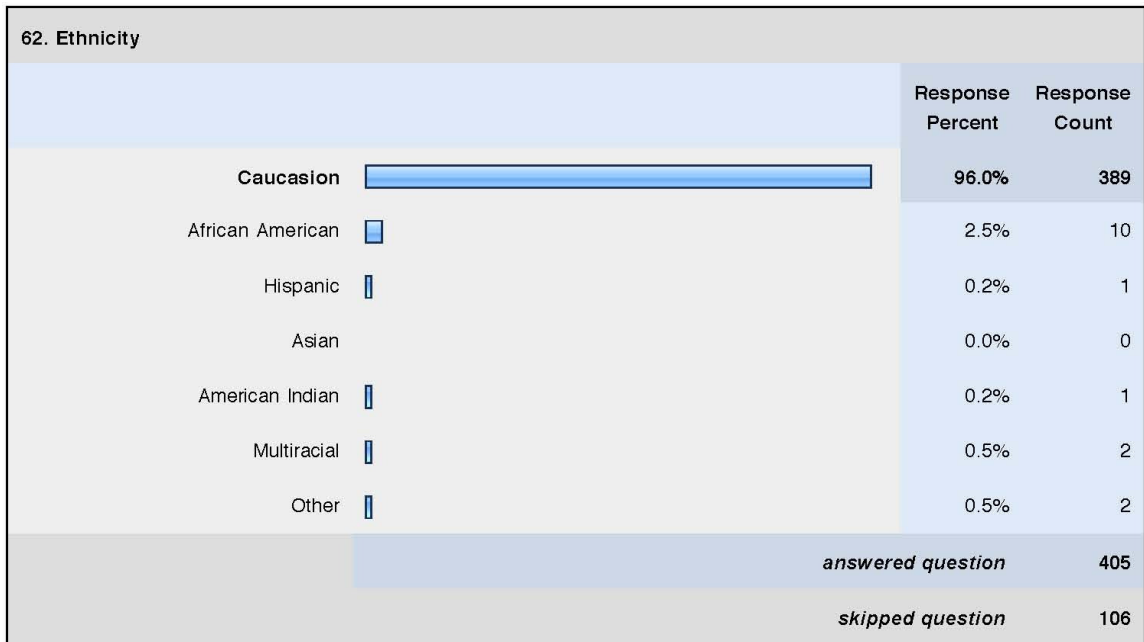 62. Ethnicity
Response Percent Response Count
Caucasion 96.0% 389
African American 2.5% 10
Hispanic 0.2% 1
Asian 0.0% 0
American Indian 0.2% 1
Multiracial 0.5% 2
Other 0.5% 2
answered question 405
skipped question 106